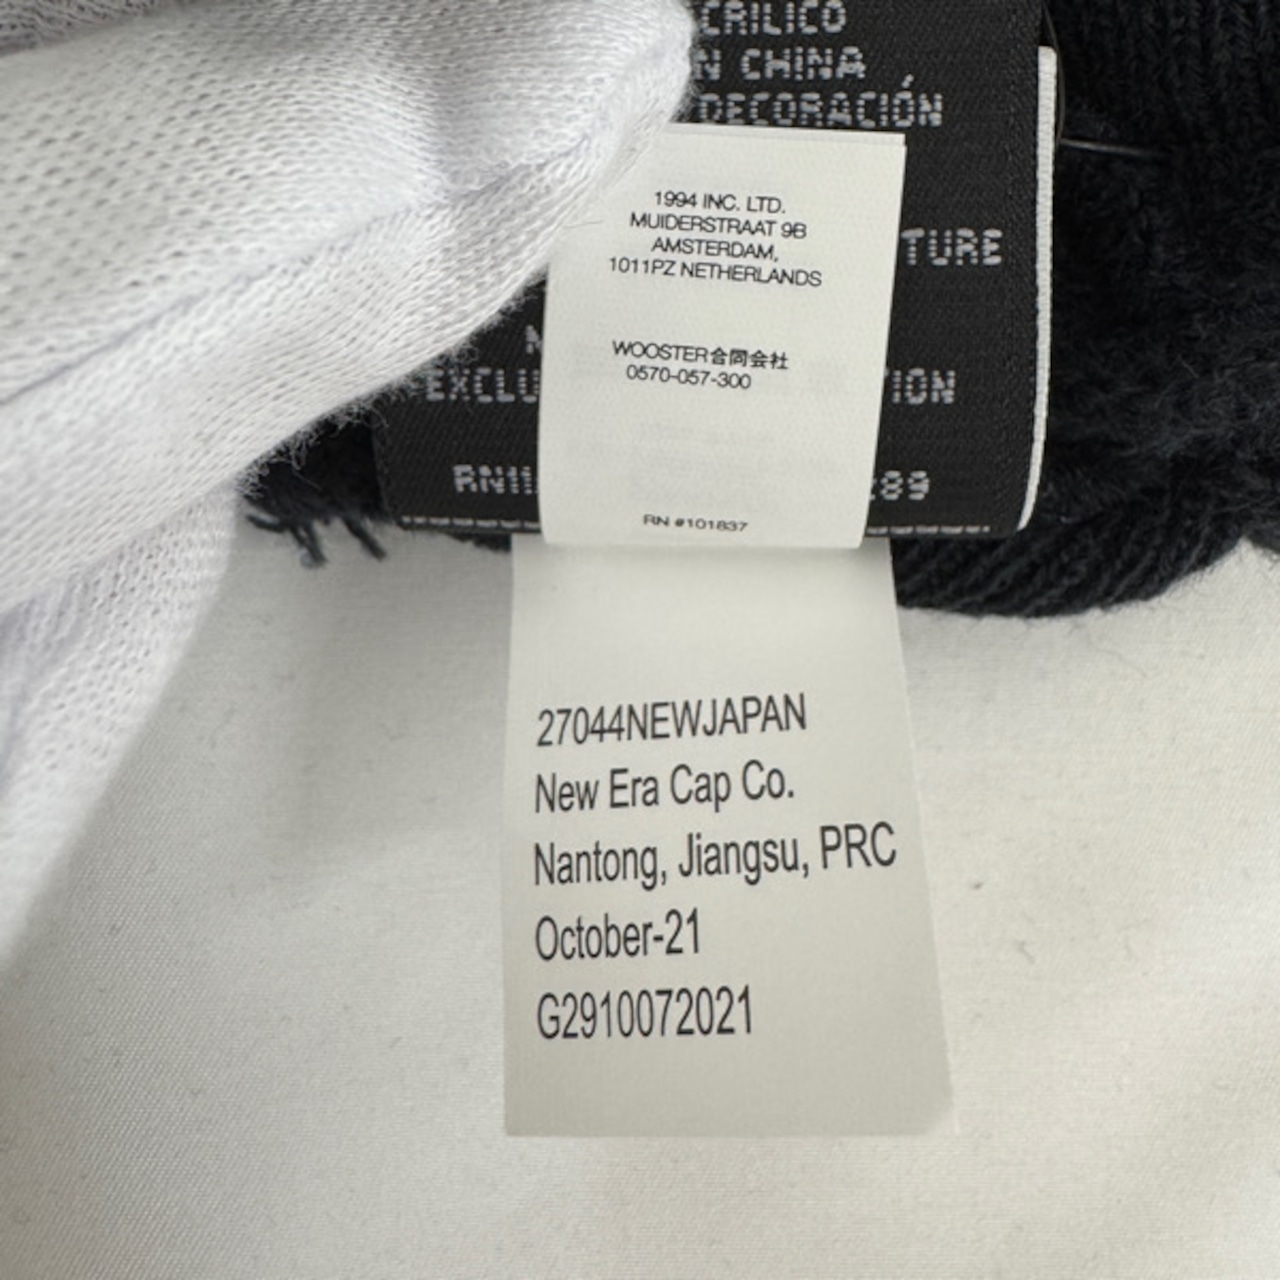 CRILICO
N CHINA
DECORACIÓN
1994 INC. LTD.
MUIDERSTRAAT 9B
AMSTERDAM,
1011PZ NETHERLANDS
TURE
WOOSTER合同会社
0570-057-300
EXCLU
ION
RN11
89
RN #101837
27044NEWJAPAN
New Era Cap Co.
Nantong, Jiangsu, PRC
October-21
G2910072021